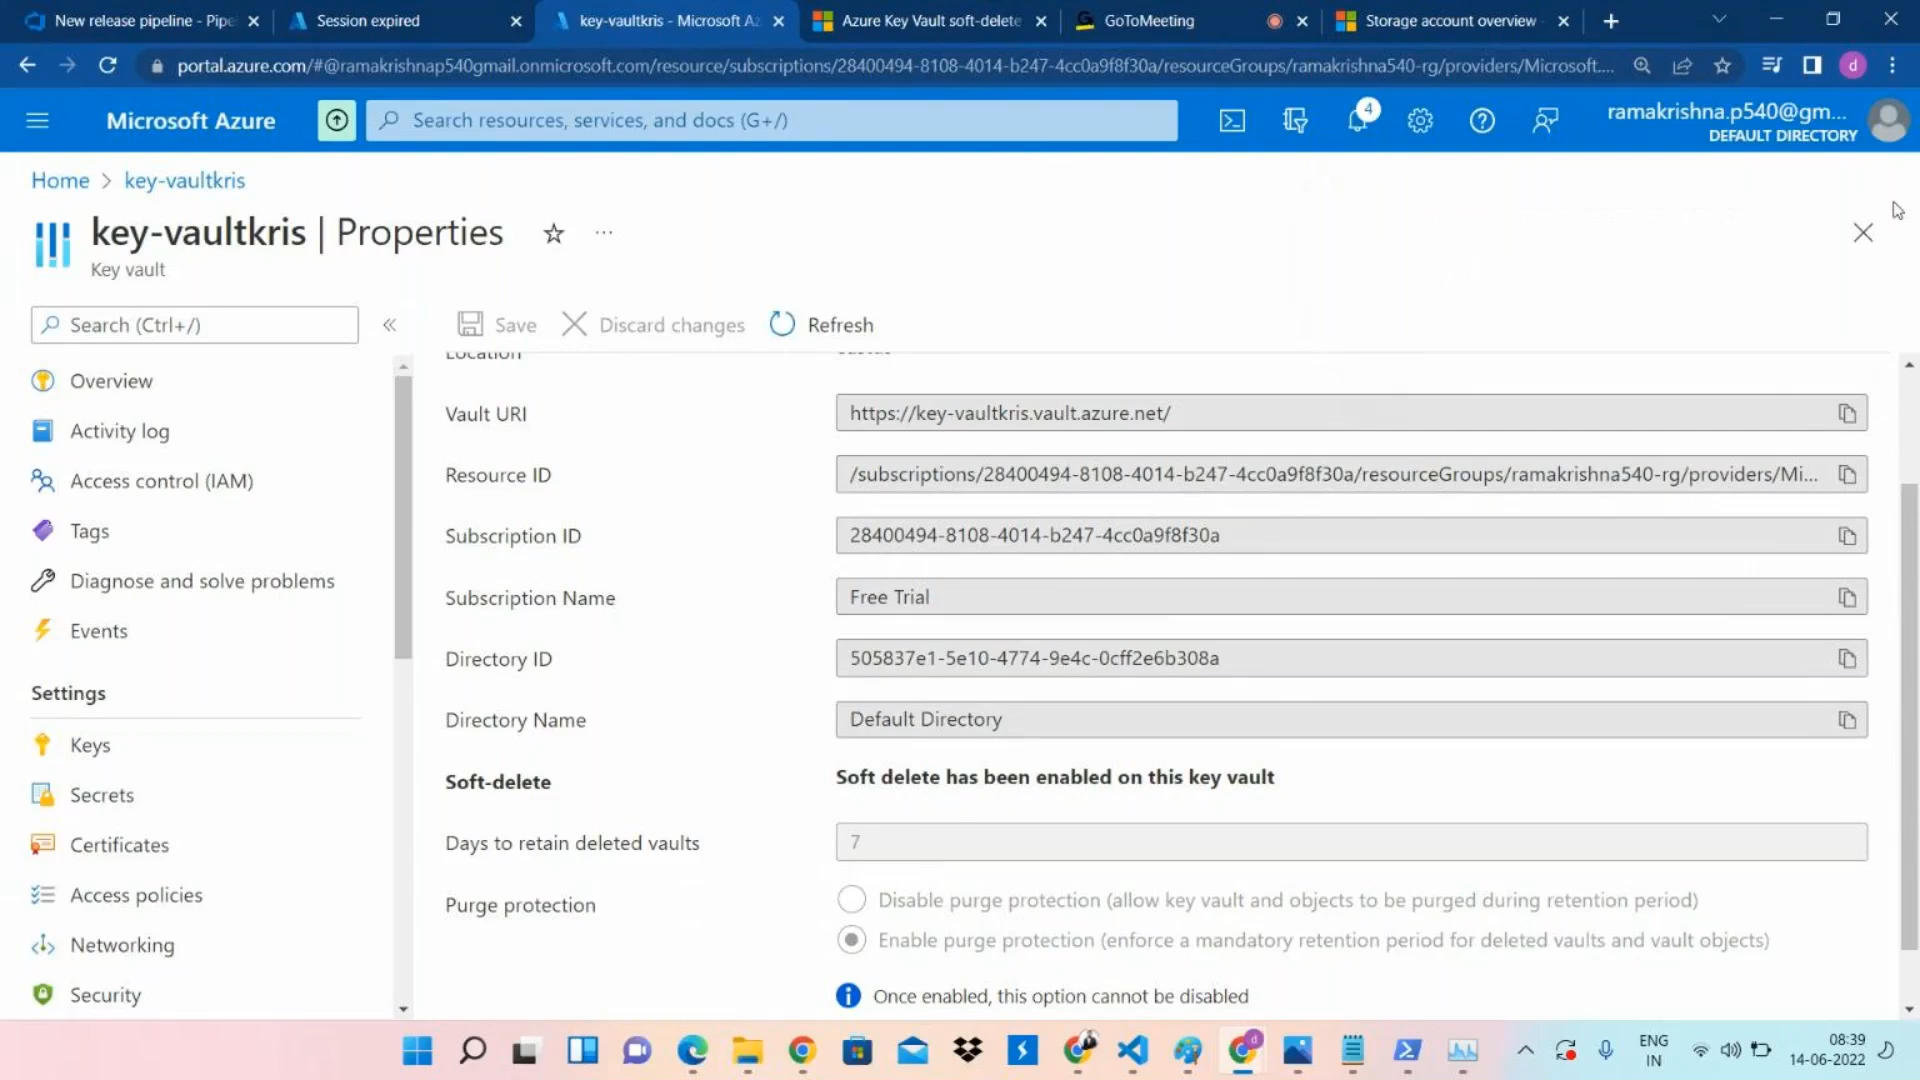 New release pipeline - Pipe
Session expired
key-vaultkris - Microsoft Az
Azure Key Vault soft-delete
GoToMeeting
Storage account overview
portal.azure.com/#@ramakrishnap540gmail.onmicrosoft.com/resource/subscriptions/28400494-8108-4014-b247-4cc0a9f8f30a/resourceGroups/ramakrishna540-rg/providers/Microsoft....
d
Microsoft Azure
Search resources, services, and docs (G+/)
4
ramakrishna.p540@gm...
DEFAULT DIRECTORY
Home > key-vaultkris
key-vaultkris | Properties
Key vault
Search (Ctrl+/)
Save
Discard changes
Refresh
Overview
Activity log
Access control (IAM)
Tags
Diagnose and solve problems
Events
Settings
Keys
Secrets
Certificates
Access policies
Networking
Security
Location
Vault URI
https://key-vaultkris.vault.azure.net/
Resource ID
/subscriptions/28400494-8108-4014-b247-4cc0a9f8f30a/resourceGroups/ramakrishna540-rg/providers/Mi...
Subscription ID
28400494-8108-4014-b247-4cc0a9f8f30a
Subscription Name
Free Trial
Directory ID
505837e1-5e10-4774-9e4c-0cff2e6b308a
Directory Name
Default Directory
Soft-delete
Soft delete has been enabled on this key vault
Days to retain deleted vaults
7
Purge protection
Disable purge protection (allow key vault and objects to be purged during retention period)
Enable purge protection (enforce a mandatory retention period for deleted vaults and vault objects)
Once enabled, this option cannot be disabled
ENG
IN
08:39
14-06-2022